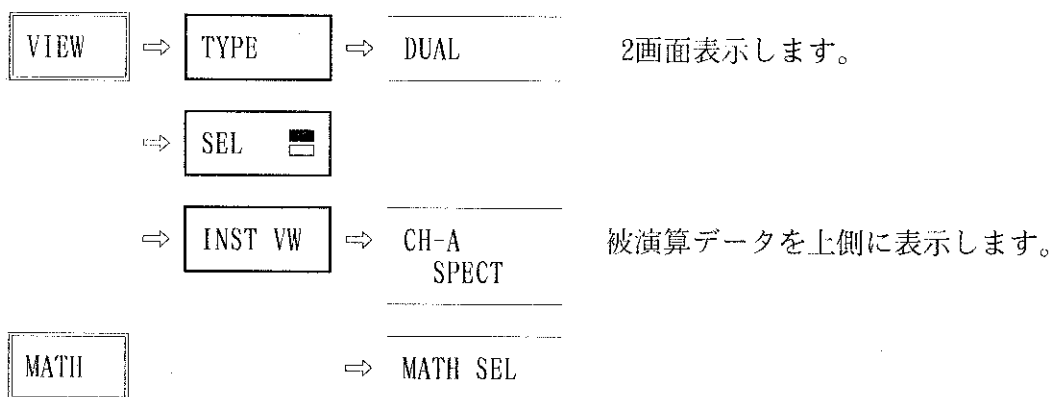 VIEW ⇨ TYPE ⇨ DUAL 2画面表示します。
⇨ SEL
⇨ INST VW ⇨ CH-A 被演算データを上側に表示します。
SPECT
MATH ⇨ MATH SEL